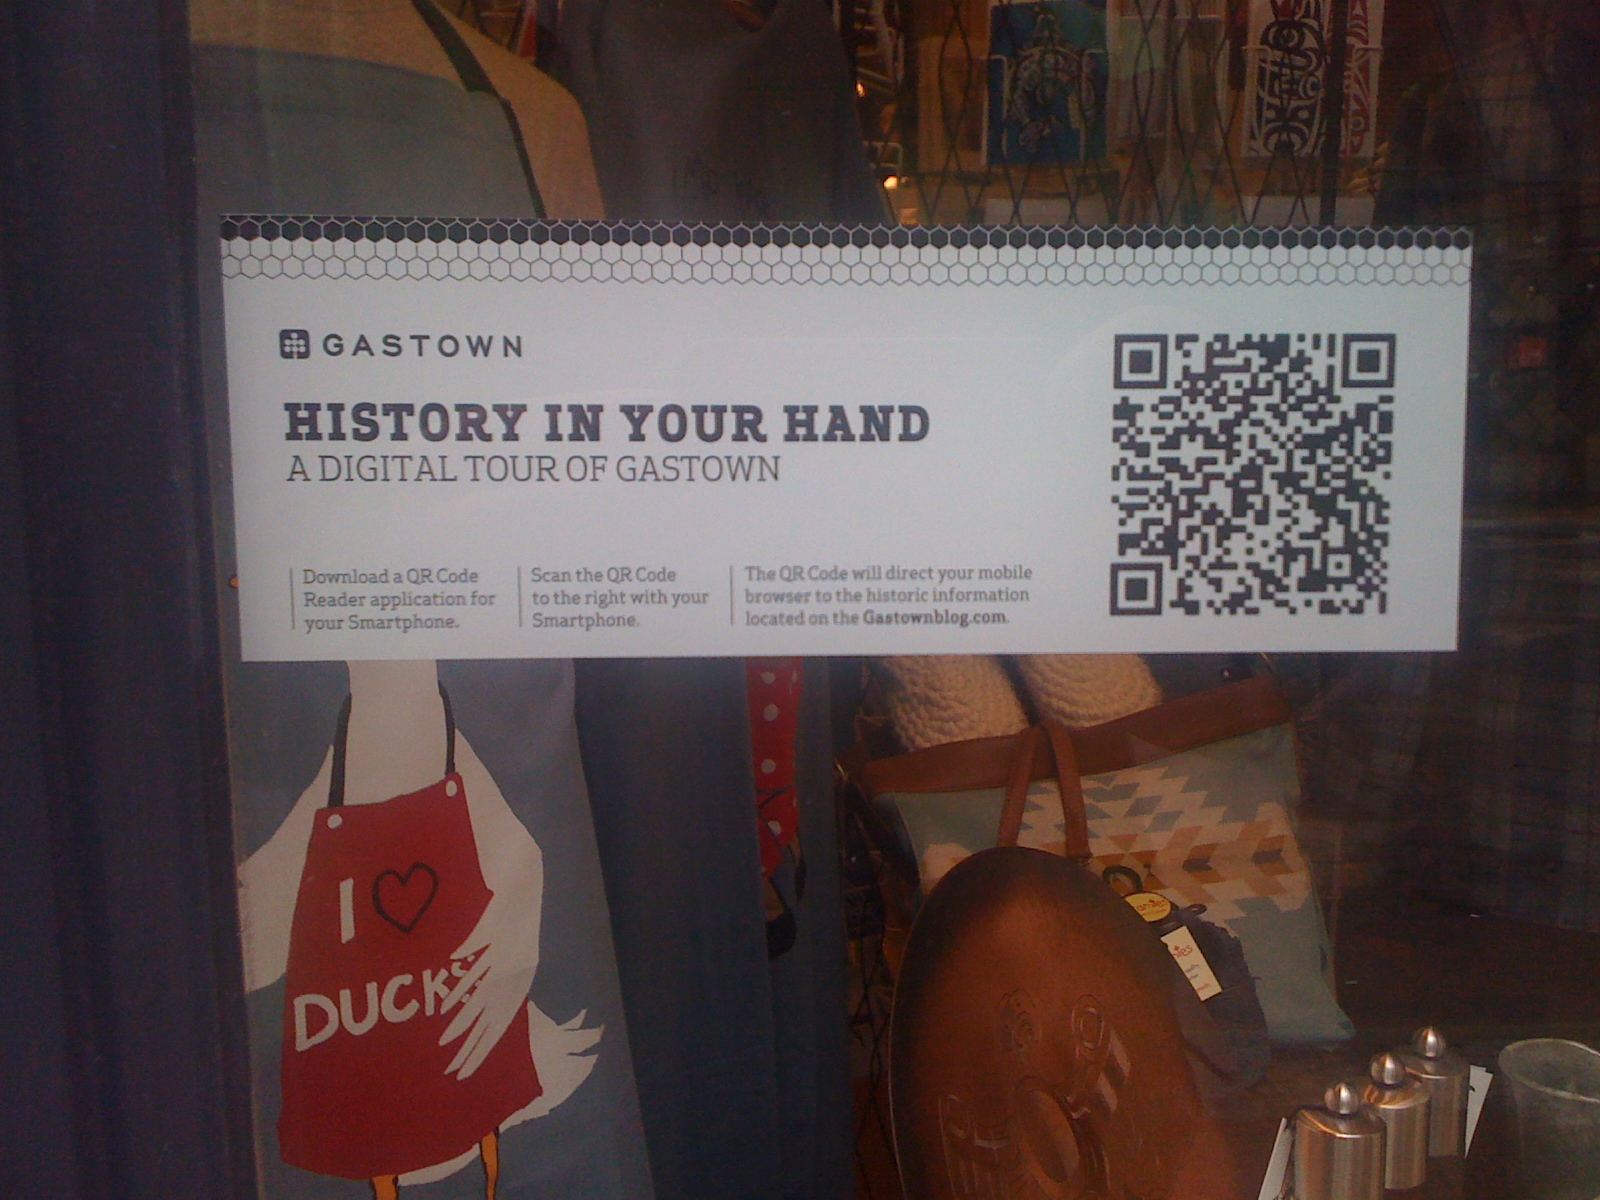 GASTOWN
HISTORY IN YOUR HAND
A DIGITAL TOUR OF GASTOWN
Download a QR Code
Reader application for
your Smartphone.
Scan the QR Code
to the right with your
Smartphone.
The QR Code will direct your mobile
browser to the historic information
located on the Gastownblog.com.
I
DUCK